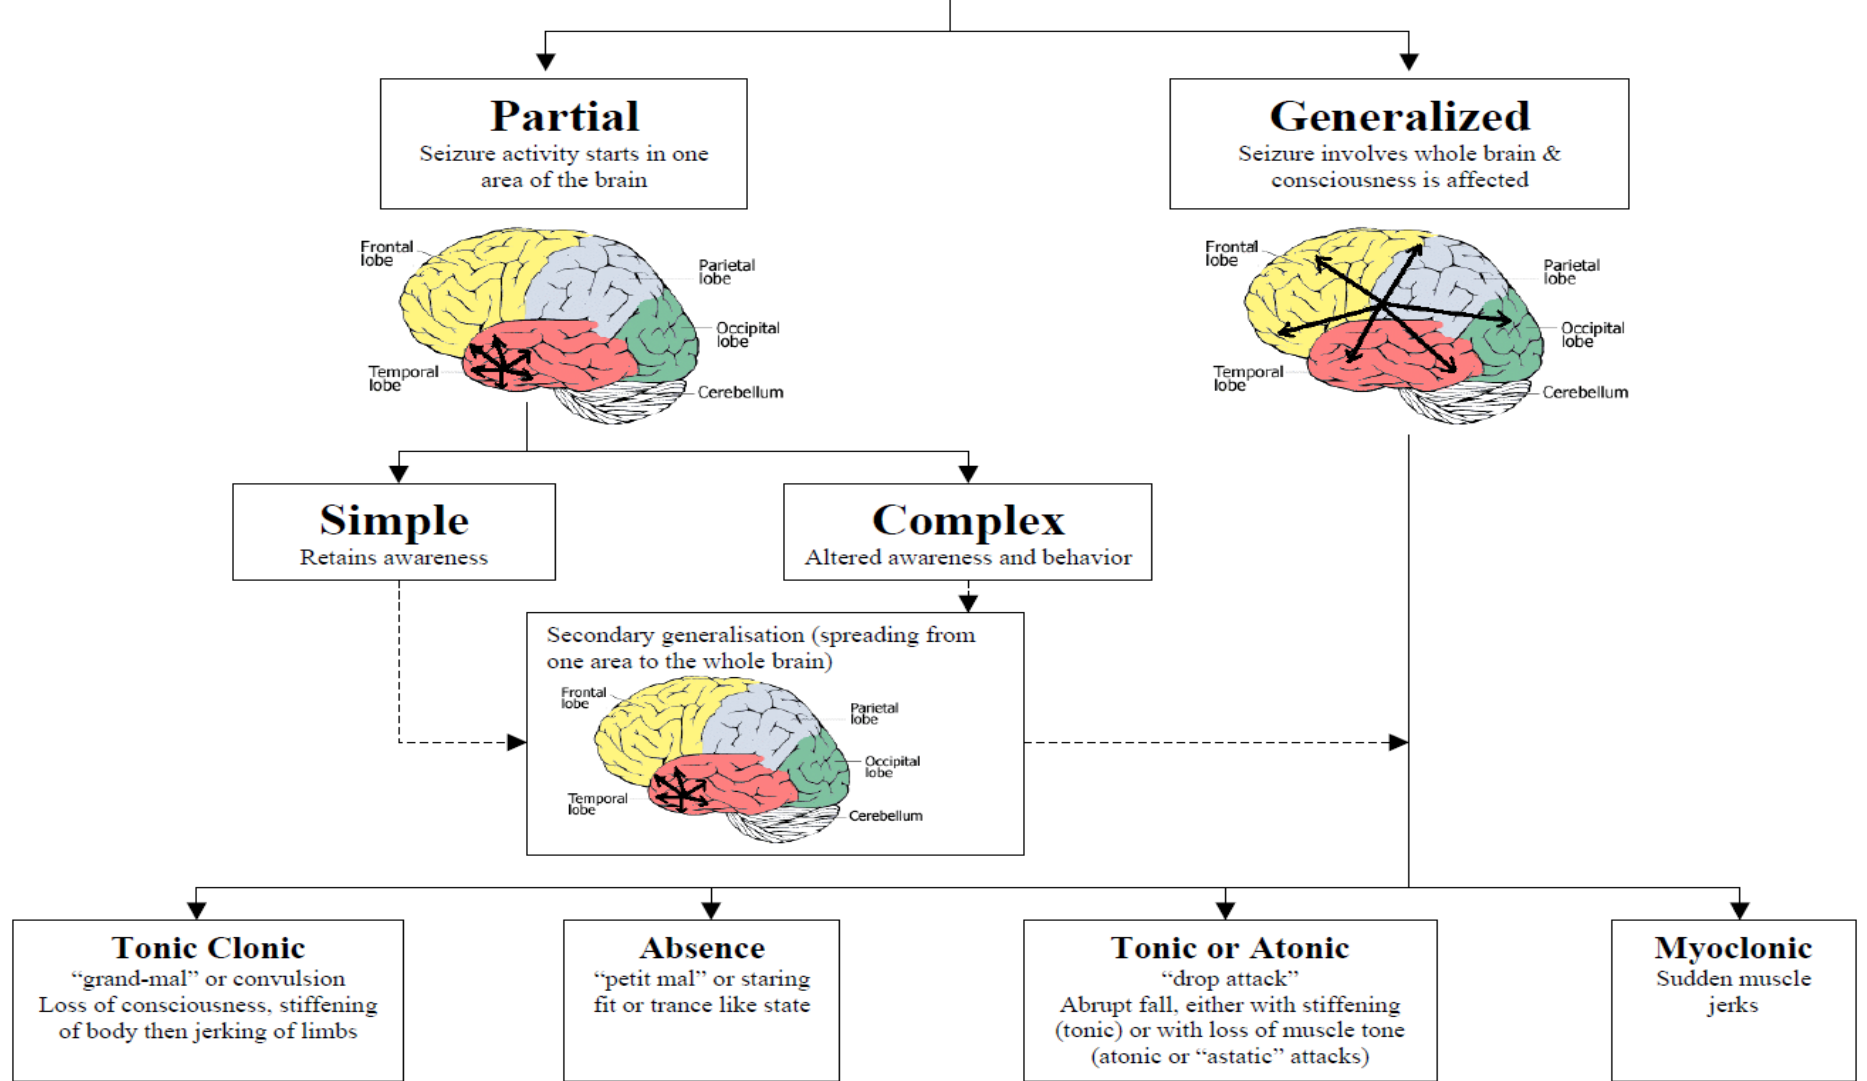 Partial
Seizure activity starts in one
area of the brain
Generalized
Seizure involves whole brain &
consciousness is affected
Frontal
lobe
Parietal
lobe
Occipital
lobe
Temporal
lobe
Cerebellum
Frontal
lobe
Parietal
lobe
Occipital
lobe
Temporal
lobe
Cerebellum
Simple
Retains awareness
Complex
Altered awareness and behavior
Secondary generalisation (spreading from
one area to the whole brain)
Frontal
lobe
Parietal
lobe
Occipital
lobe
Temporal
lobe
Cerebellum
Tonic Clonic
“grand-mal” or convulsion
Loss of consciousness, stiffening
of body then jerking of limbs
Absence
“petit mal” or staring
fit or trance like state
Tonic or Atonic
“drop attack”
Abrupt fall, either with stiffening
(tonic) or with loss of muscle tone
(atonic or “astatic” attacks)
Myoclonic
Sudden muscle
jerks